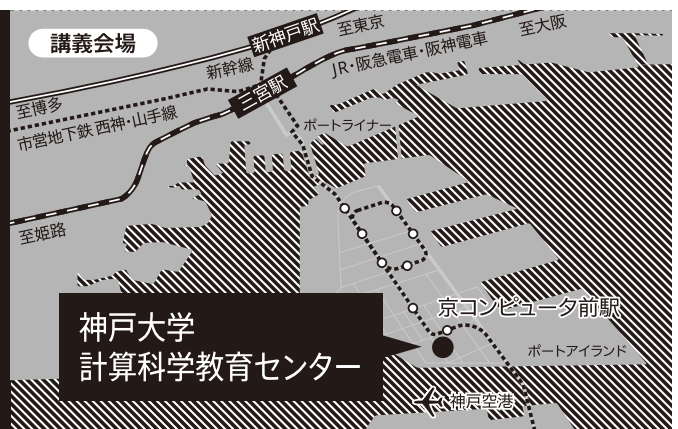 講義会場
新神戸駅
至東京
至大阪
新幹線
JR・阪急電車・阪神電車
至博多
三宮駅
市営地下鉄 西神・山手線
ポートライナー
至姫路
京コンピュータ前駅
神戸大学
計算科学教育センター
ポートアイランド
神戸空港